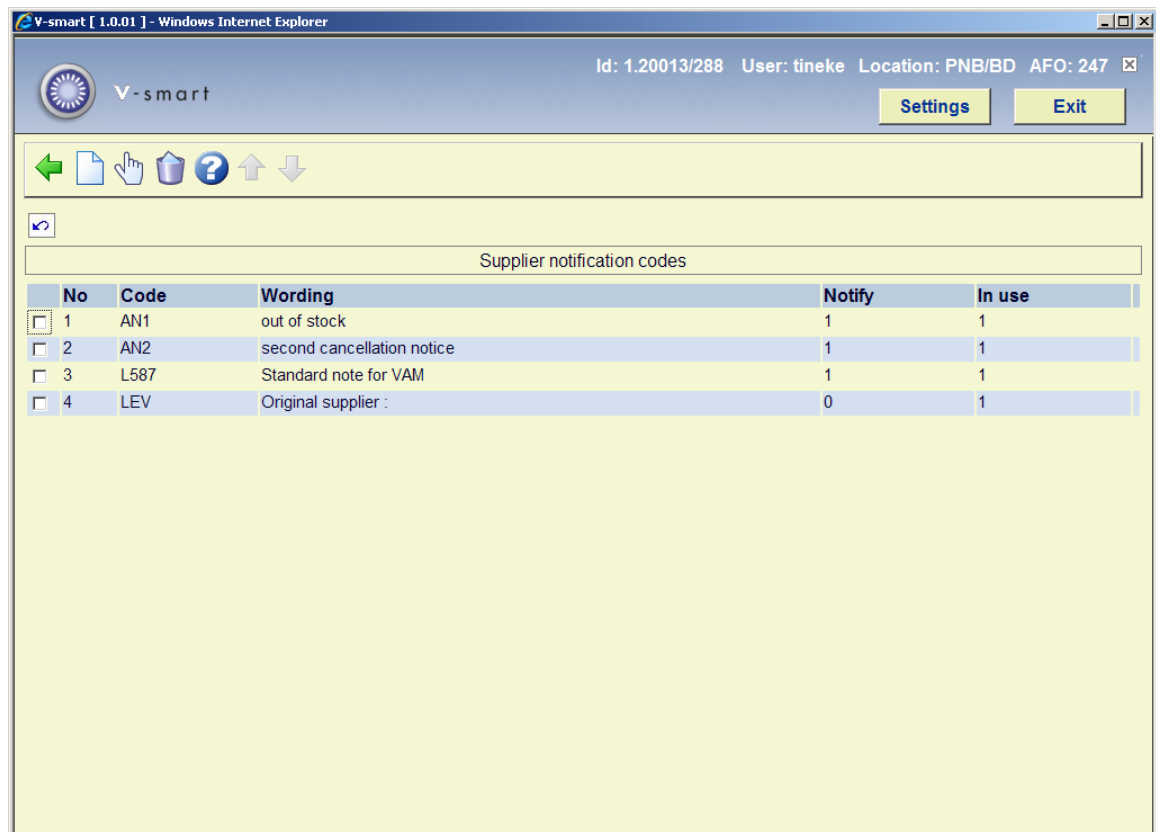 V-smart [ 1.0.01 ] - Windows Internet Explorer
Id: 1.20013/288 User: tineke Location: PNB/BD AFO: 247
V-smart
Settings Exit
Supplier notification codes
No Code Wording Notify In use
1 AN1 out of stock 1 1
2 AN2 second cancellation notice 1 1
3 L587 Standard note for VAM 1 1
4 LEV Original supplier : 0 1